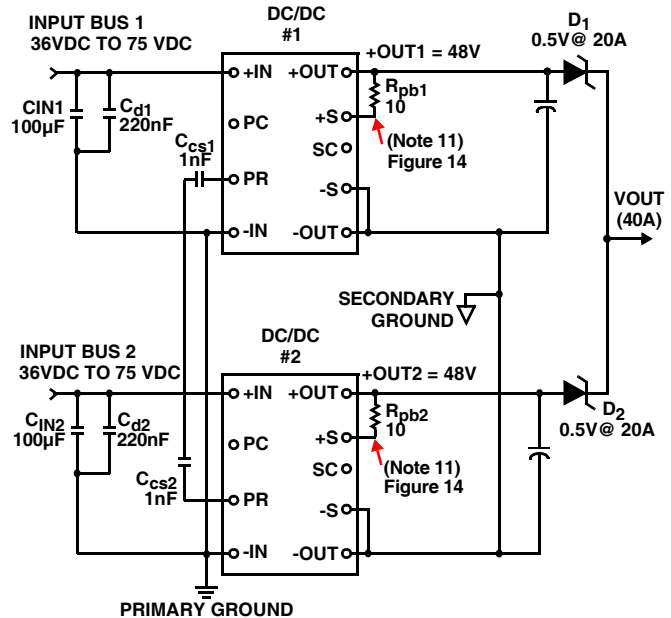 INPUT BUS 1
36VDC TO 75 VDC
DC/DC
#1
D1
0.5V@ 20A
+OUT1 = 48V
CIN1
100µF
Cd1
220nF
+IN
+OUT
Rpb1
10
PC
+S
(Note 11)
Figure 14
Ccs1
1nF
SC
PR
-S
-IN
-OUT
VOUT
(40A)
SECONDARY
GROUND
INPUT BUS 2
36VDC TO 75 VDC
DC/DC
#2
+OUT2 = 48V
D2
0.5V@ 20A
CIN2
100µF
Cd2
220nF
+IN
+OUT
Rpb2
10
PC
+S
(Note 11)
Figure 14
Ccs2
1nF
SC
PR
-S
-IN
-OUT
PRIMARY GROUND